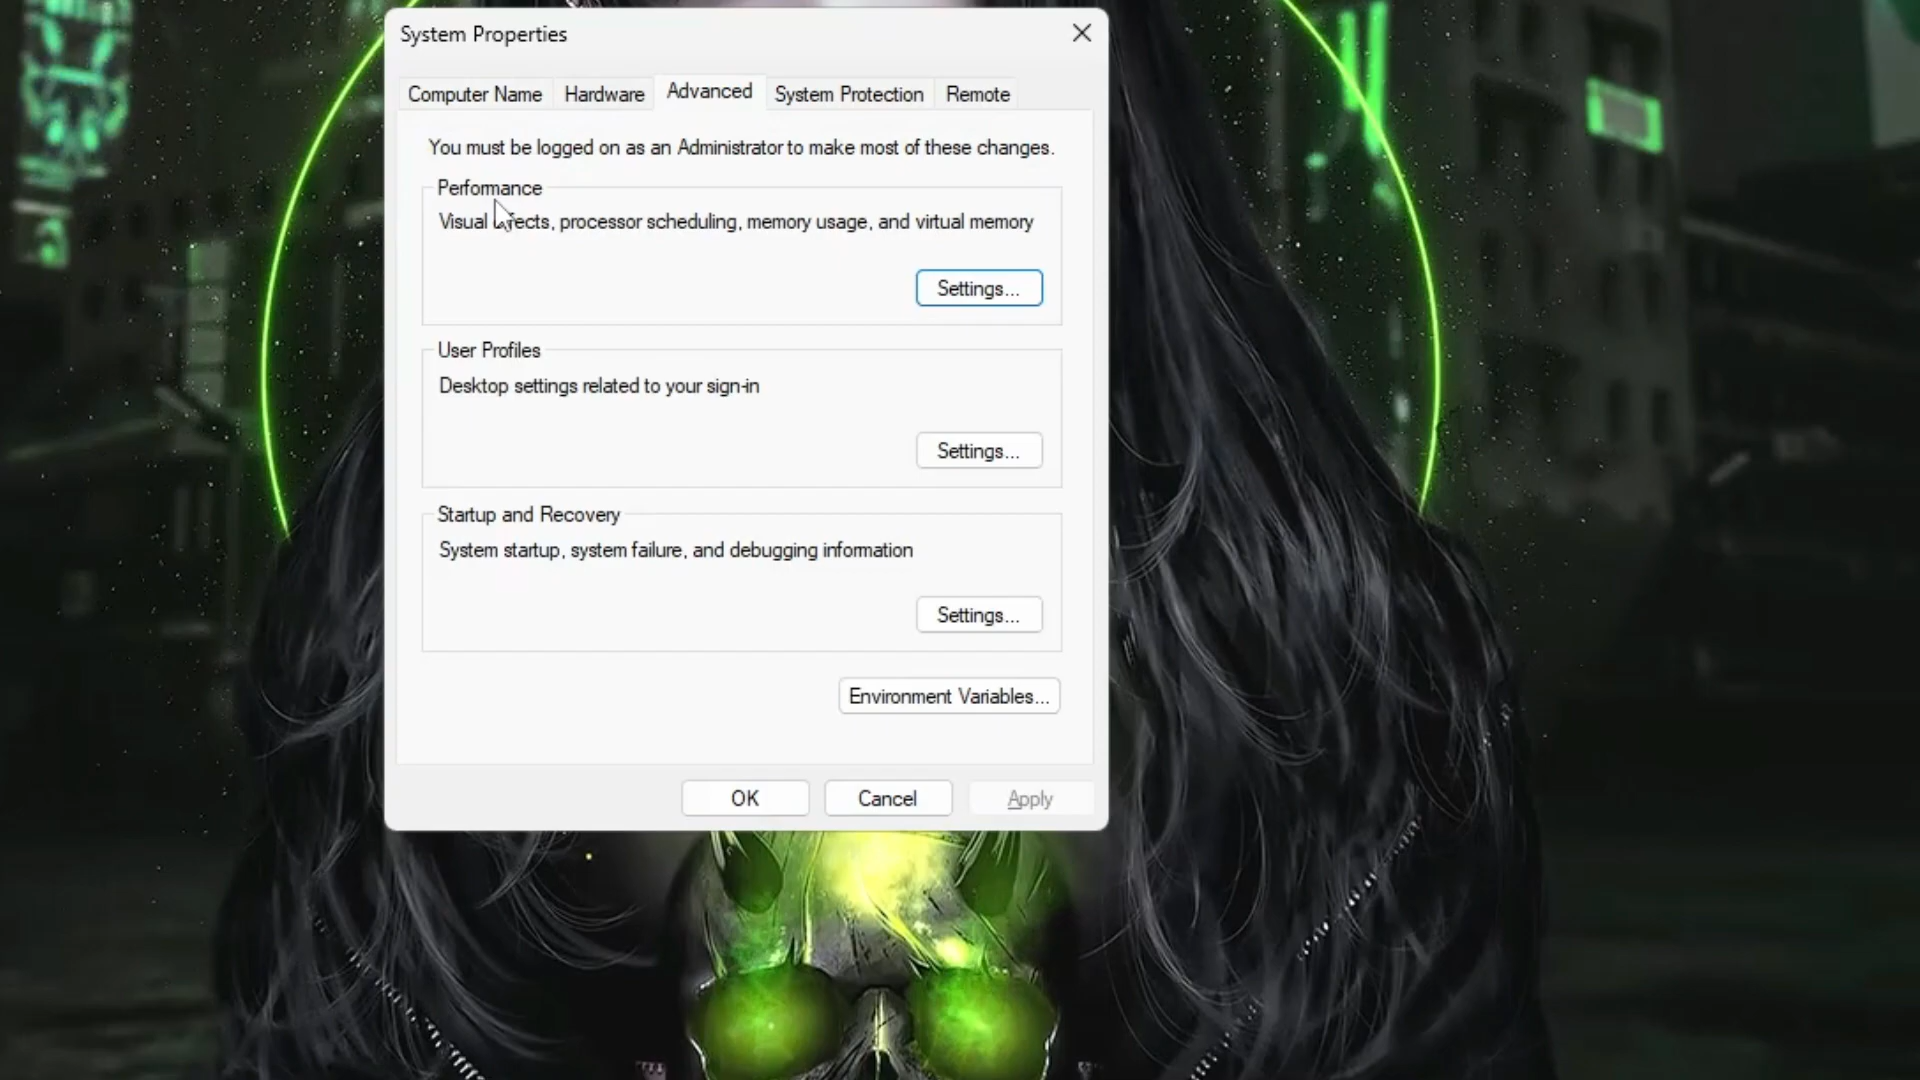 System Properties
Computer Name
Hardware
Advanced
System Protection
Remote
You must be logged on as an Administrator to make most of these changes.
Performance
Visual effects, processor scheduling, memory usage, and virtual memory
Settings...
User Profiles
Desktop settings related to your sign-in
Settings...
Startup and Recovery
System startup, system failure, and debugging information
Settings...
Environment Variables...
OK
Cancel
Apply